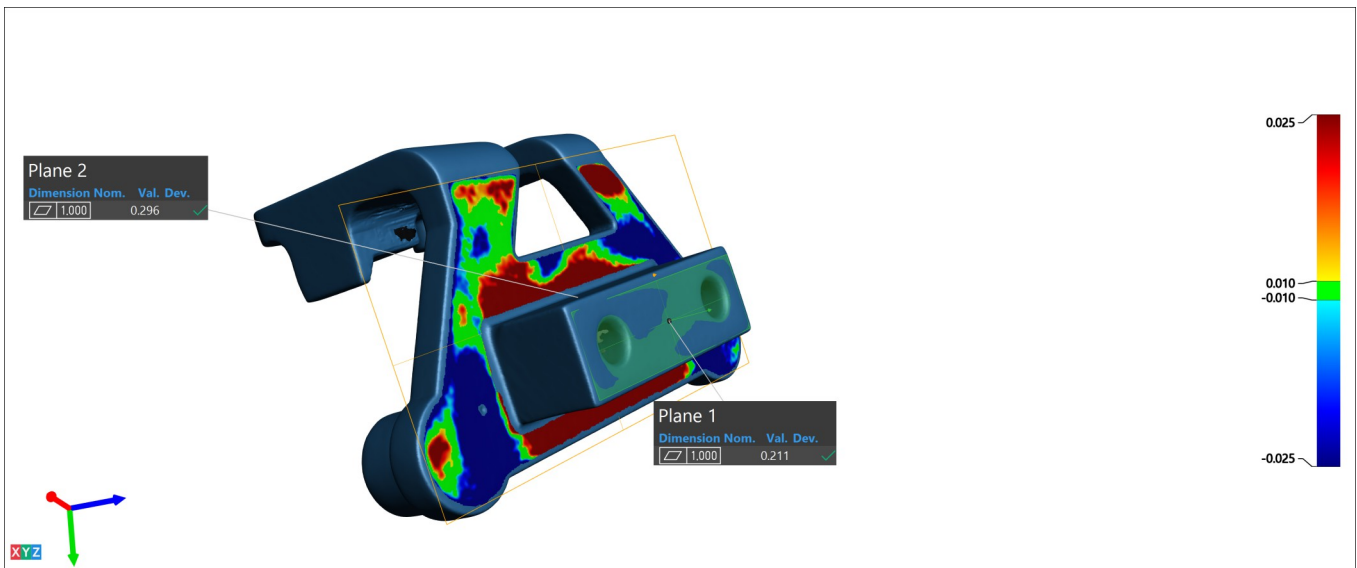 0.025
Plane 2
Dimension Nom. Val. Dev.
1.000 0.296
0.010
-0.010
Plane 1
Dimension Nom. Val. Dev.
1.000 0.211
-0.025
XYZ